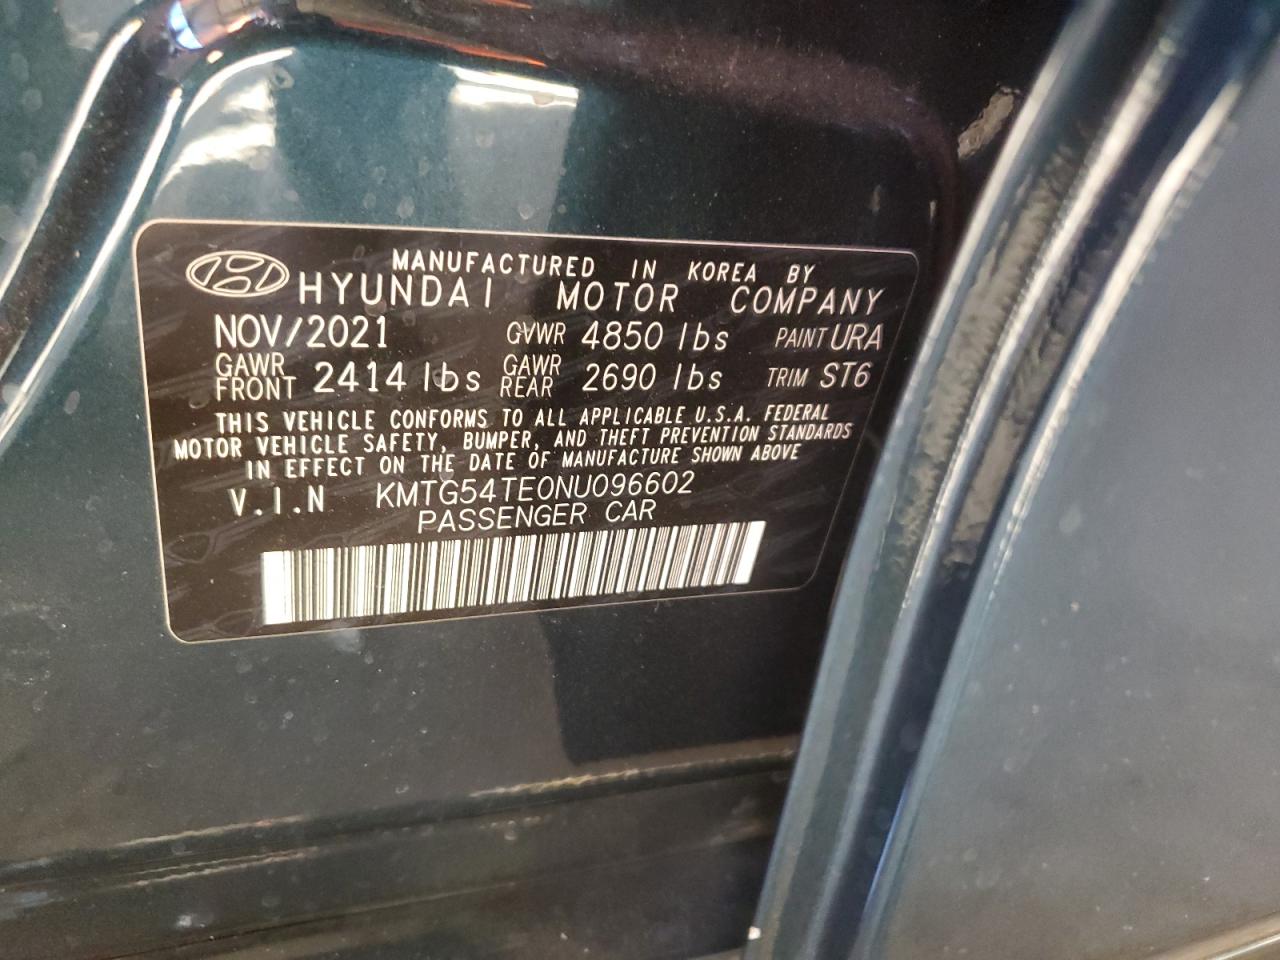 MANUFACTURED IN KOREA BY
HYUNDAI MOTOR COMPANY
NOV/2021 GVWR 4850 lbs PAINT URA
GAWR FRONT 2414 lbs GAWR REAR 2690 lbs TRIM ST6
THIS VEHICLE CONFORMS TO ALL APPLICABLE U.S.A. FEDERAL
MOTOR VEHICLE SAFETY, BUMPER, AND THEFT PREVENTION STANDARDS
IN EFFECT ON THE DATE OF MANUFACTURE SHOWN ABOVE
V.I.N KMTG54TE0NU096602
PASSENGER CAR